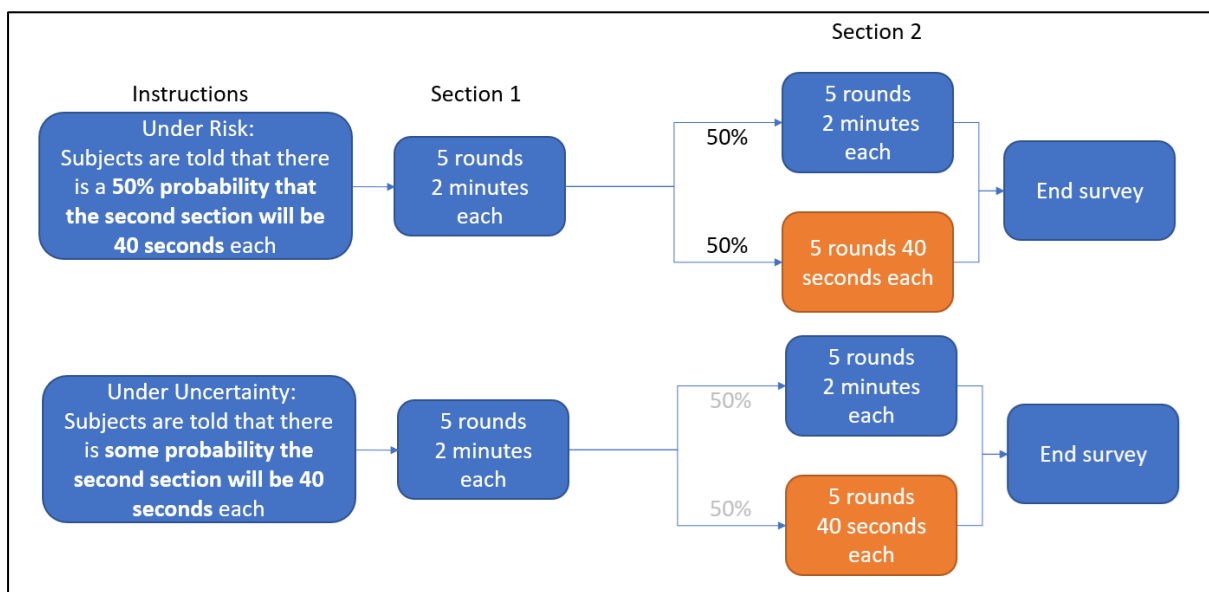 Section 2
Instructions
Section 1
Under Risk:
Subjects are told that there
is a 50% probability that
the second section will be
40 seconds each
5 rounds
2 minutes
each
50%
50%
5 rounds
2 minutes
each
5 rounds 40
seconds each
End survey
Under Uncertainty:
Subjects are told that there
is some probability the
second section will be 40
seconds each
5 rounds
2 minutes
each
50%
50%
5 rounds
2 minutes
each
5 rounds
40 seconds
each
End survey